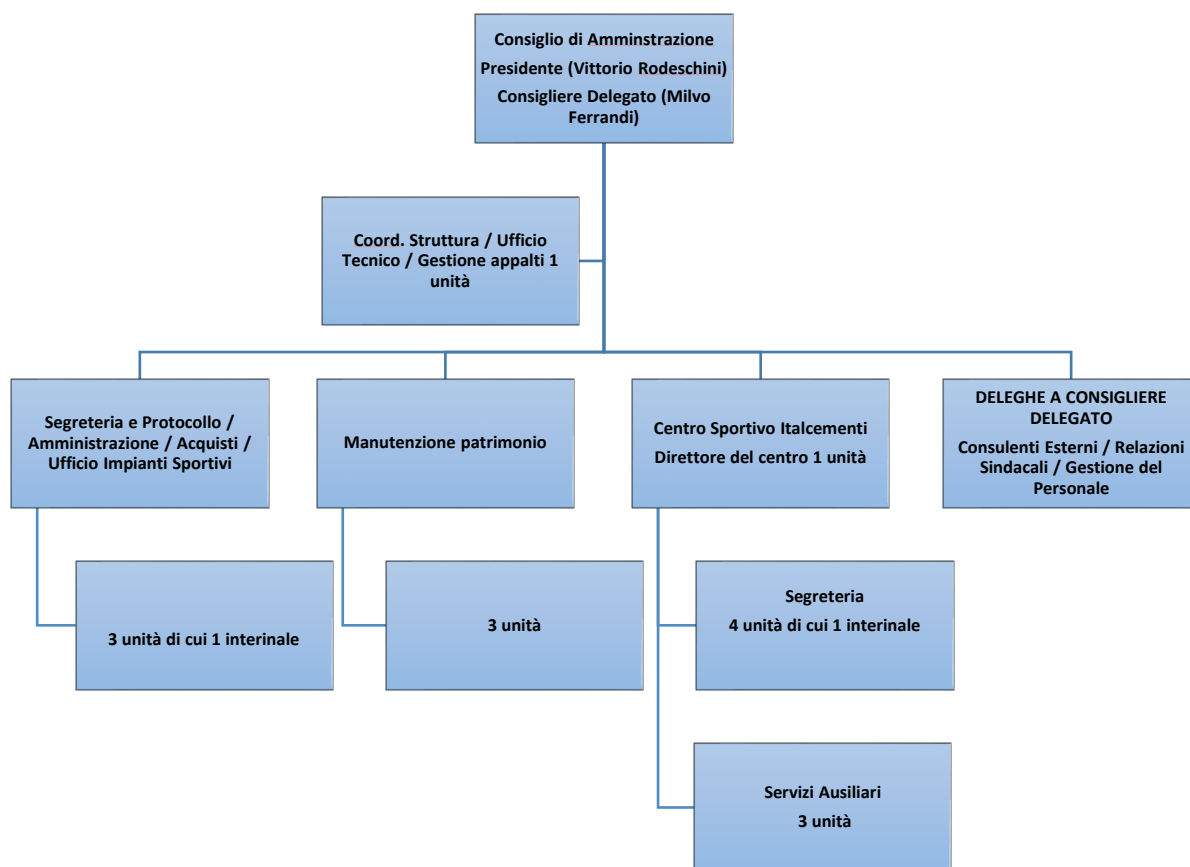 Consiglio di Amminstrazione
Presidente (Vittorio Rodeschini)
Consigliere Delegato (Milvo
Ferrandi)
Coord. Struttura / Ufficio
Tecnico / Gestione appalti 1
unità
Segreteria e Protocollo /
Amministrazione / Acquisti /
Ufficio Impianti Sportivi
Manutenzione patrimonio
Centro Sportivo Italcementi
Direttore del centro 1 unità
DELEGHE A CONSIGLIERE
DELEGATO
Consulenti Esterni / Relazioni
Sindacali / Gestione del
Personale
3 unità di cui 1 interinale
3 unità
Segreteria
4 unità di cui 1 interinale
Servizi Ausiliari
3 unità